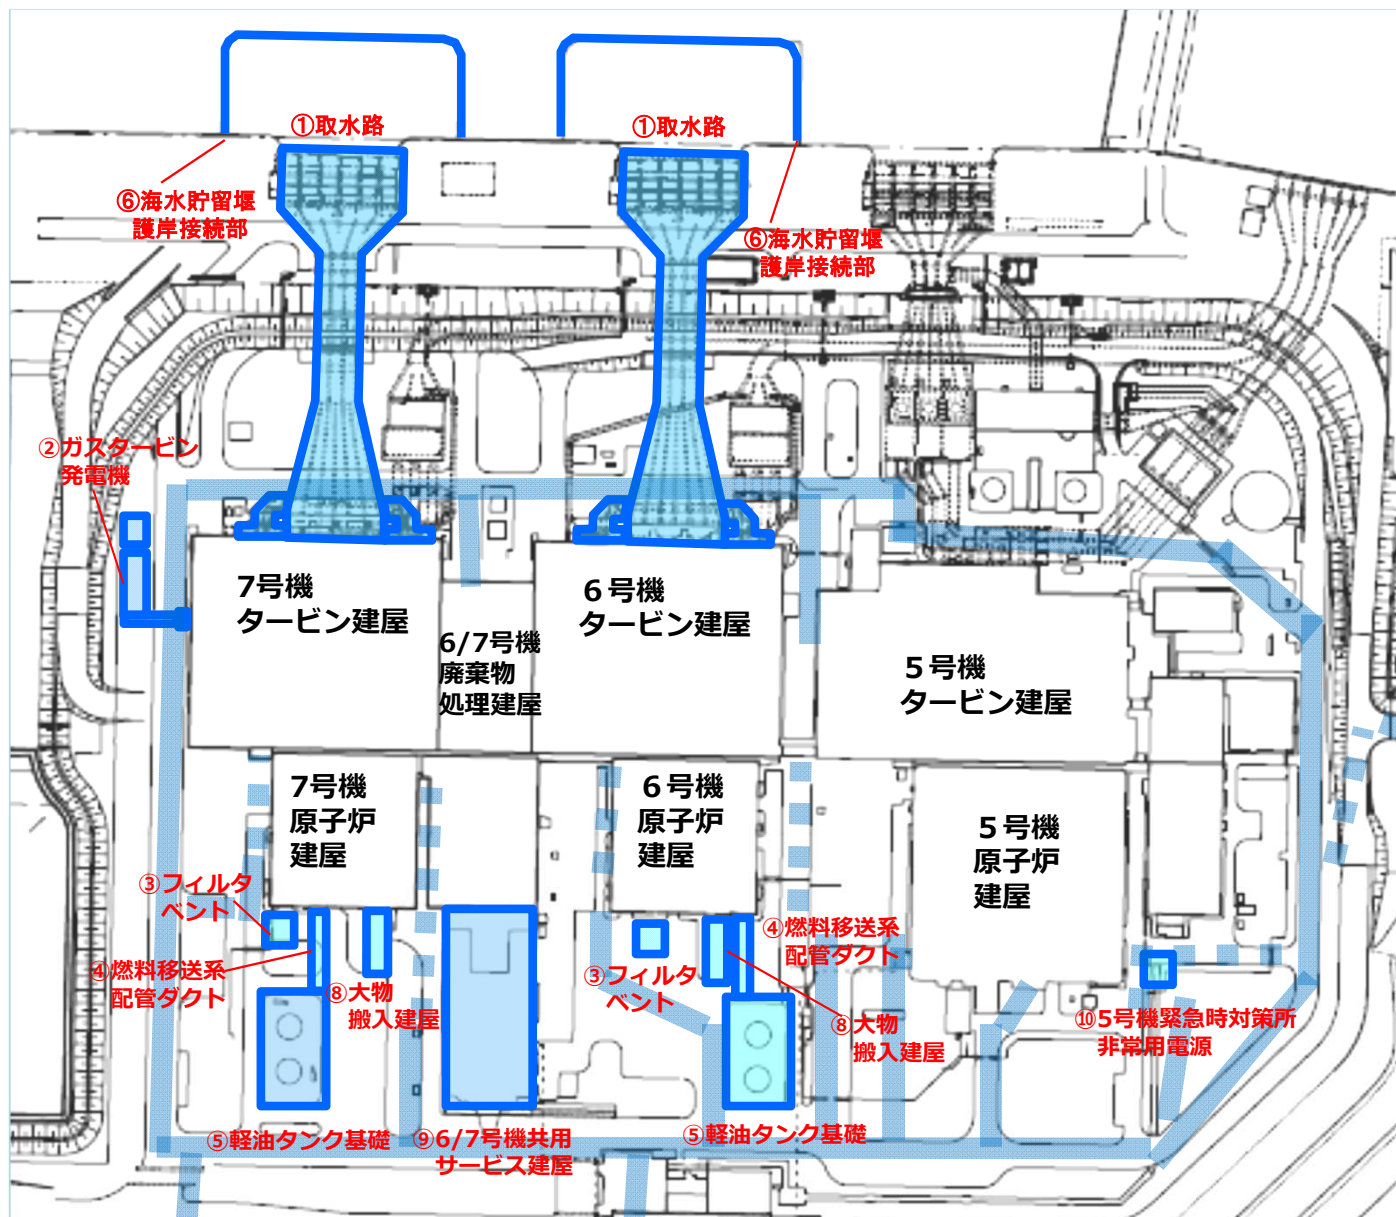 ①取水路
①取水路
⑥海水貯留堰
護岸接続部
⑥海水貯留堰
護岸接続部
②ガスタービン
発電機
7号機
タービン建屋
6/7号機
廃棄物
処理建屋
6号機
タービン建屋
5号機
タービン建屋
7号機
原子炉
建屋
6号機
原子炉
建屋
5号機
原子炉
建屋
③フィルタ
ベント
④燃料移送系
配管ダクト
⑧大物
搬入建屋
③フィルタ
ベント
④燃料移送系
配管ダクト
⑧大物
搬入建屋
⑩5号機緊急時対策所
非常用電源
⑤軽油タンク基礎
⑨6/7号機共用
サービス建屋
⑤軽油タンク基礎